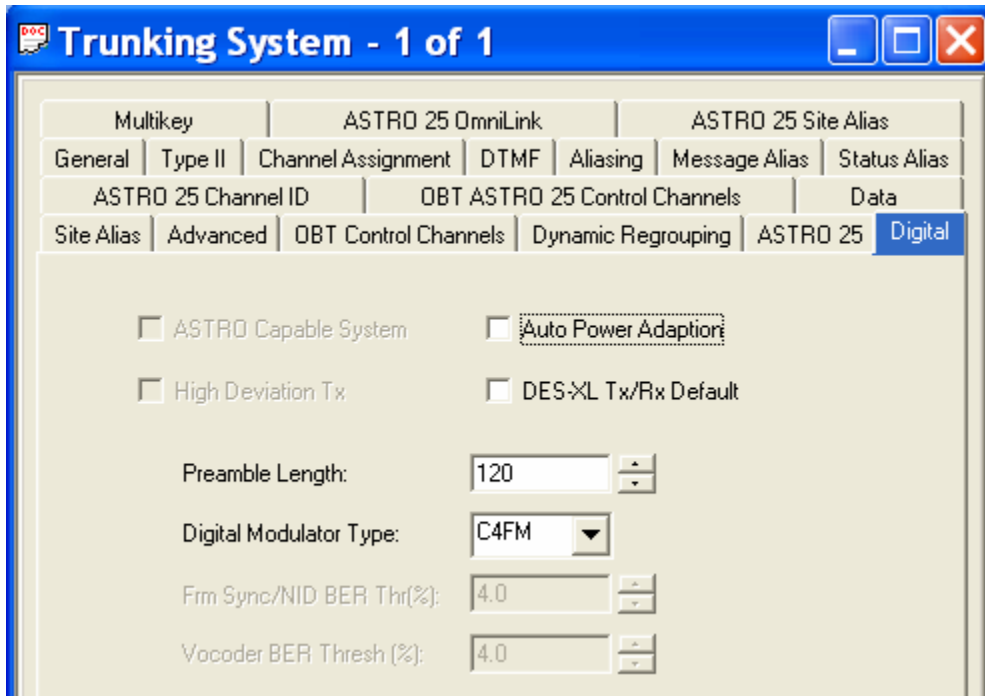 DOC
Trunking System - 1 of 1
Multikey ASTRO 25 OmniLink ASTRO 25 Site Alias
General Type II Channel Assignment DTMF Aliasing Message Alias Status Alias
ASTRO 25 Channel ID OBT ASTRO 25 Control Channels Data
Site Alias Advanced OBT Control Channels Dynamic Regrouping ASTRO 25 Digital
ASTRO Capable System Auto Power Adaption
High Deviation Tx DES-XL Tx/Rx Default
Preamble Length: 120
Digital Modulator Type: C4FM
Frm Sync/NID BER Thr(%): 4.0
Vocoder BER Thresh (%): 4.0